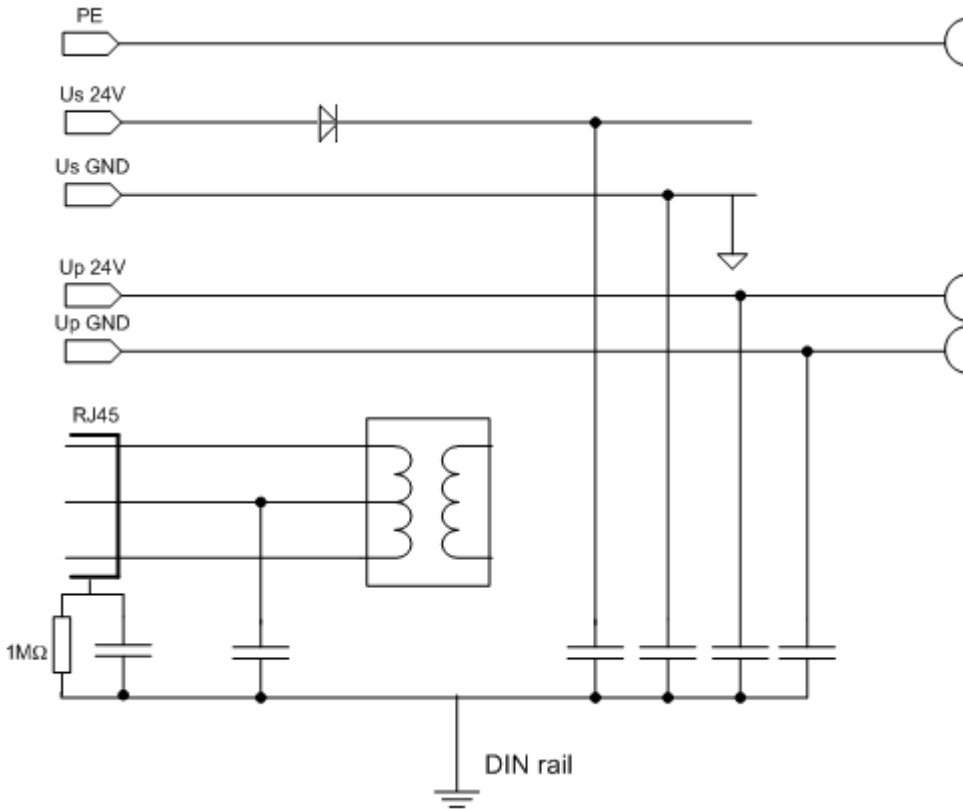 PE
Us 24V
Us GND
Up 24V
Up GND
RJ45
1MΩ
DIN rail